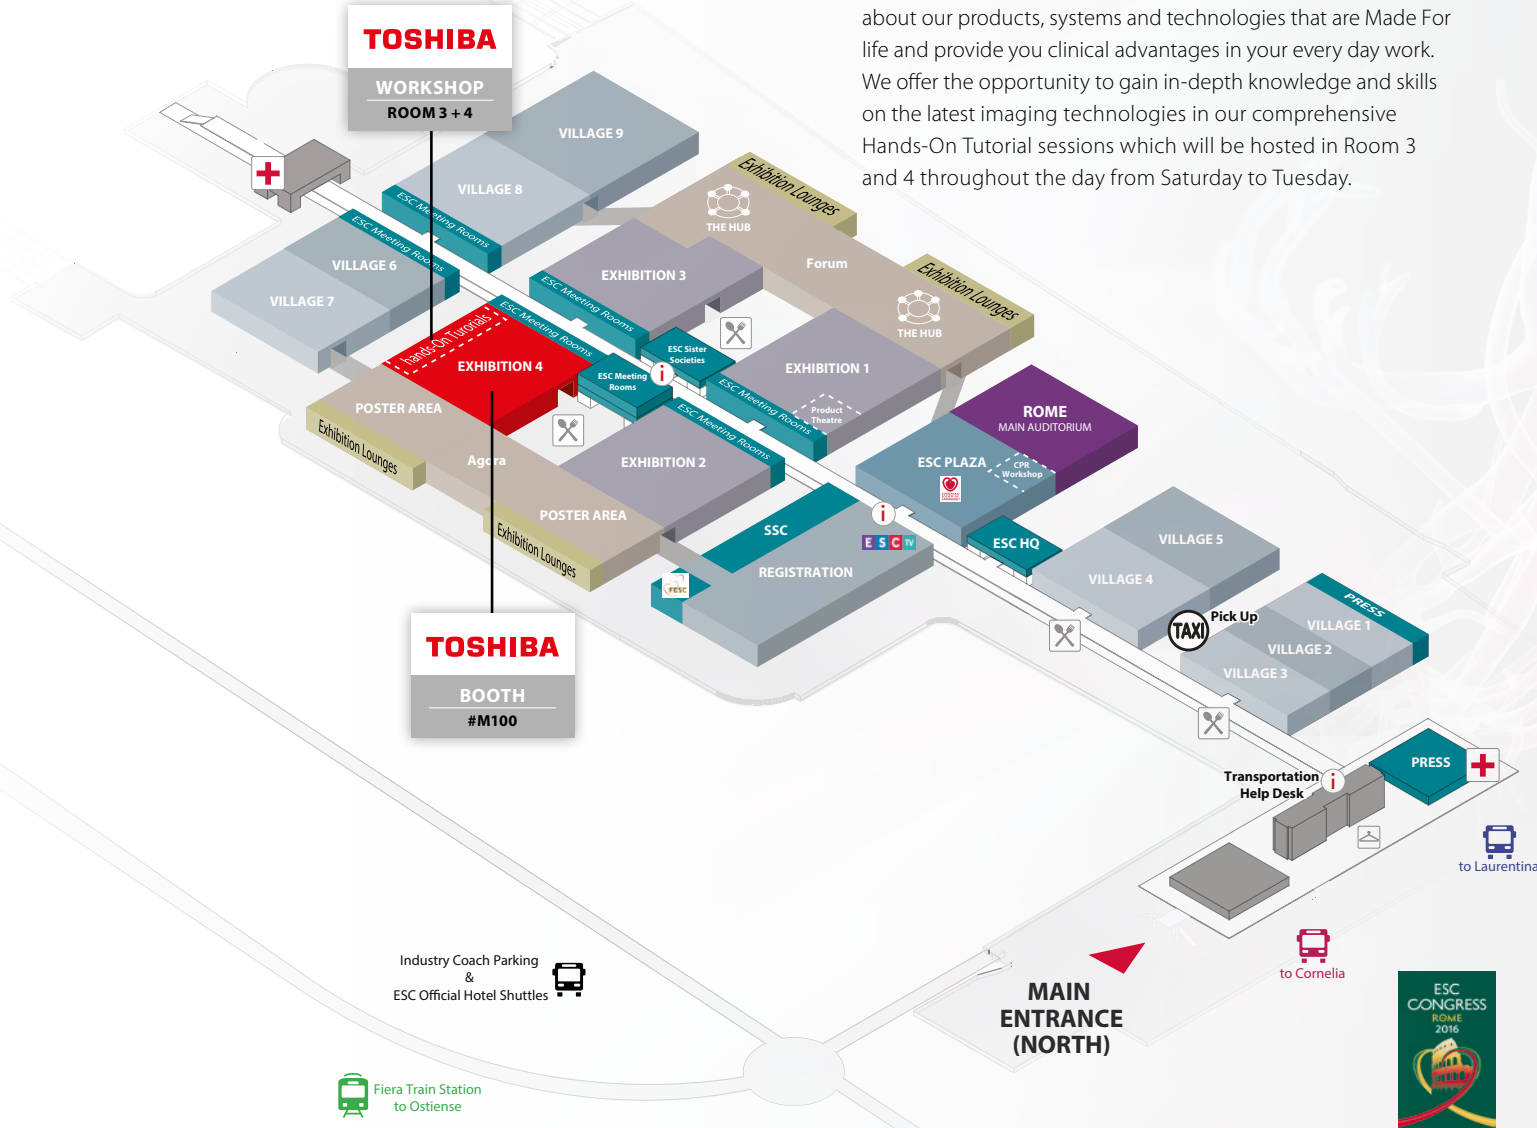 about our products, systems and technologies that are Made For
life and provide you clinical advantages in your every day work.
We offer the opportunity to gain in-depth knowledge and skills
on the latest imaging technologies in our comprehensive
Hands-On Tutorial sessions which will be hosted in Room 3
and 4 throughout the day from Saturday to Tuesday.
TOSHIBA
WORKSHOP
ROOM 3 + 4
VILLAGE 9
VILLAGE 8
ESC Meeting Rooms
Exhibition Lounges
THE HUB
ESC Meeting Rooms
VILLAGE 6
VILLAGE 7
EXHIBITION 3
Forum
Exhibition Lounges
THE HUB
ESC Meeting Rooms
ESC Meeting Rooms
hands-On Turorials
EXHIBITION 4
ESC Sister
Societies
i
ESC Meeting
Rooms
EXHIBITION 1
Product
Theatre
ESC Meeting Rooms
ESC Meeting Rooms
POSTER AREA
Exhibition Lounges
Agora
EXHIBITION 2
ROME
MAIN AUDITORIUM
ESC PLAZA
CPR
Workshop
POSTER AREA
Exhibition Lounges
SSC
i
ESC TV
REGISTRATION
FESC
ESC HQ
VILLAGE 5
VILLAGE 4
TAXI
Pick Up
PRESS
VILLAGE 1
VILLAGE 2
VILLAGE 3
TOSHIBA
BOOTH
#M100
PRESS
Transportation
Help Desk
i
to Laurentina
to Cornelia
Industry Coach Parking
&
ESC Official Hotel Shuttles
MAIN
ENTRANCE
(NORTH)
Fiera Train Station
to Ostiense
ESC
CONGRESS
ROME
2016